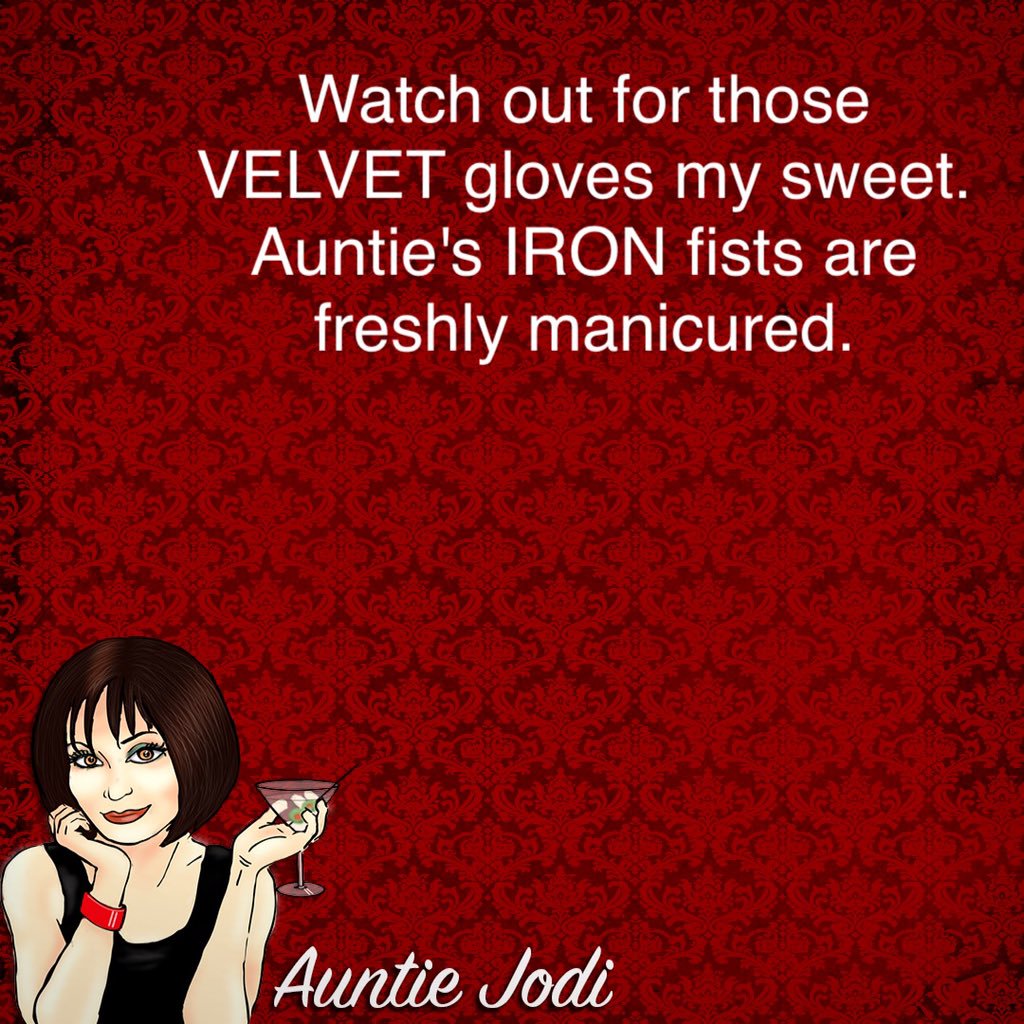 Watch out for those
VELVET gloves my sweet.
Auntie's IRON fists are
freshly manicured.
Auntie Jodi